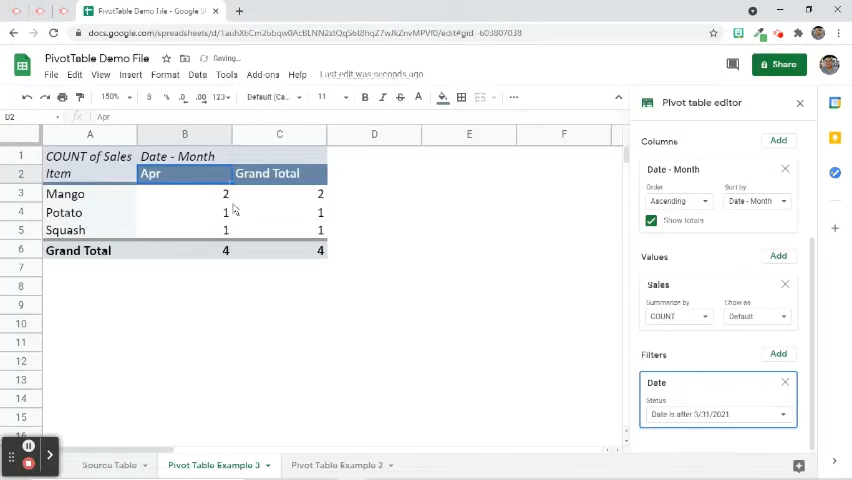 PivotTable Demo File - Google Sh
docs.google.com/spreadsheets/d/1auhX6Cm2obqw0AcBLNN2stQqS6t8hqzZwlkAofErYE0/edit#gid=603807038
PivotTable Demo File
Saving...
File Edit View Insert Format Data Tools Add-ons Help Last edit was seconds ago
Share
150% $ % .0 .00 123 Default (Ca... 11 B I S A
D2 fx Apr
A B C D E F
1 COUNT of Sales Date - Month
2 Item Apr Grand Total
3 Mango 2 2
4 Potato 1 1
5 Squash 1 1
6 Grand Total 4 4
7
8
9
10
11
12
13
14
15
16
Pivot table editor
Columns Add
Date - Month
Order Sort by
Ascending Date - Month
Show totals
Values Add
Sales
Summarize by Show as
COUNT Default
Filters Add
Date
Status
Date is after 3/31/2021
Source Table Pivot Table Example 3 Pivot Table Example 2